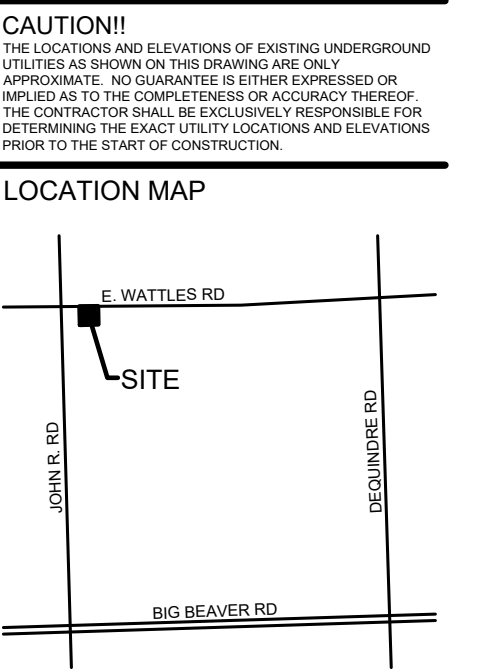 CAUTION!!
THE LOCATIONS AND ELEVATIONS OF EXISTING UNDERGROUND
UTILITIES AS SHOWN ON THIS DRAWING ARE ONLY
APPROXIMATE. NO GUARANTEE IS EITHER EXPRESSED OR
IMPLIED AS TO THE COMPLETENESS OR ACCURACY THEREOF.
THE CONTRACTOR SHALL BE EXCLUSIVELY RESPONSIBLE FOR
DETERMINING THE EXACT UTILITY LOCATIONS AND ELEVATIONS
PRIOR TO THE START OF CONSTRUCTION.
LOCATION MAP
E. WATTLES RD
SITE
JOHN R. RD
DEQUINDRE RD
BIG BEAVER RD